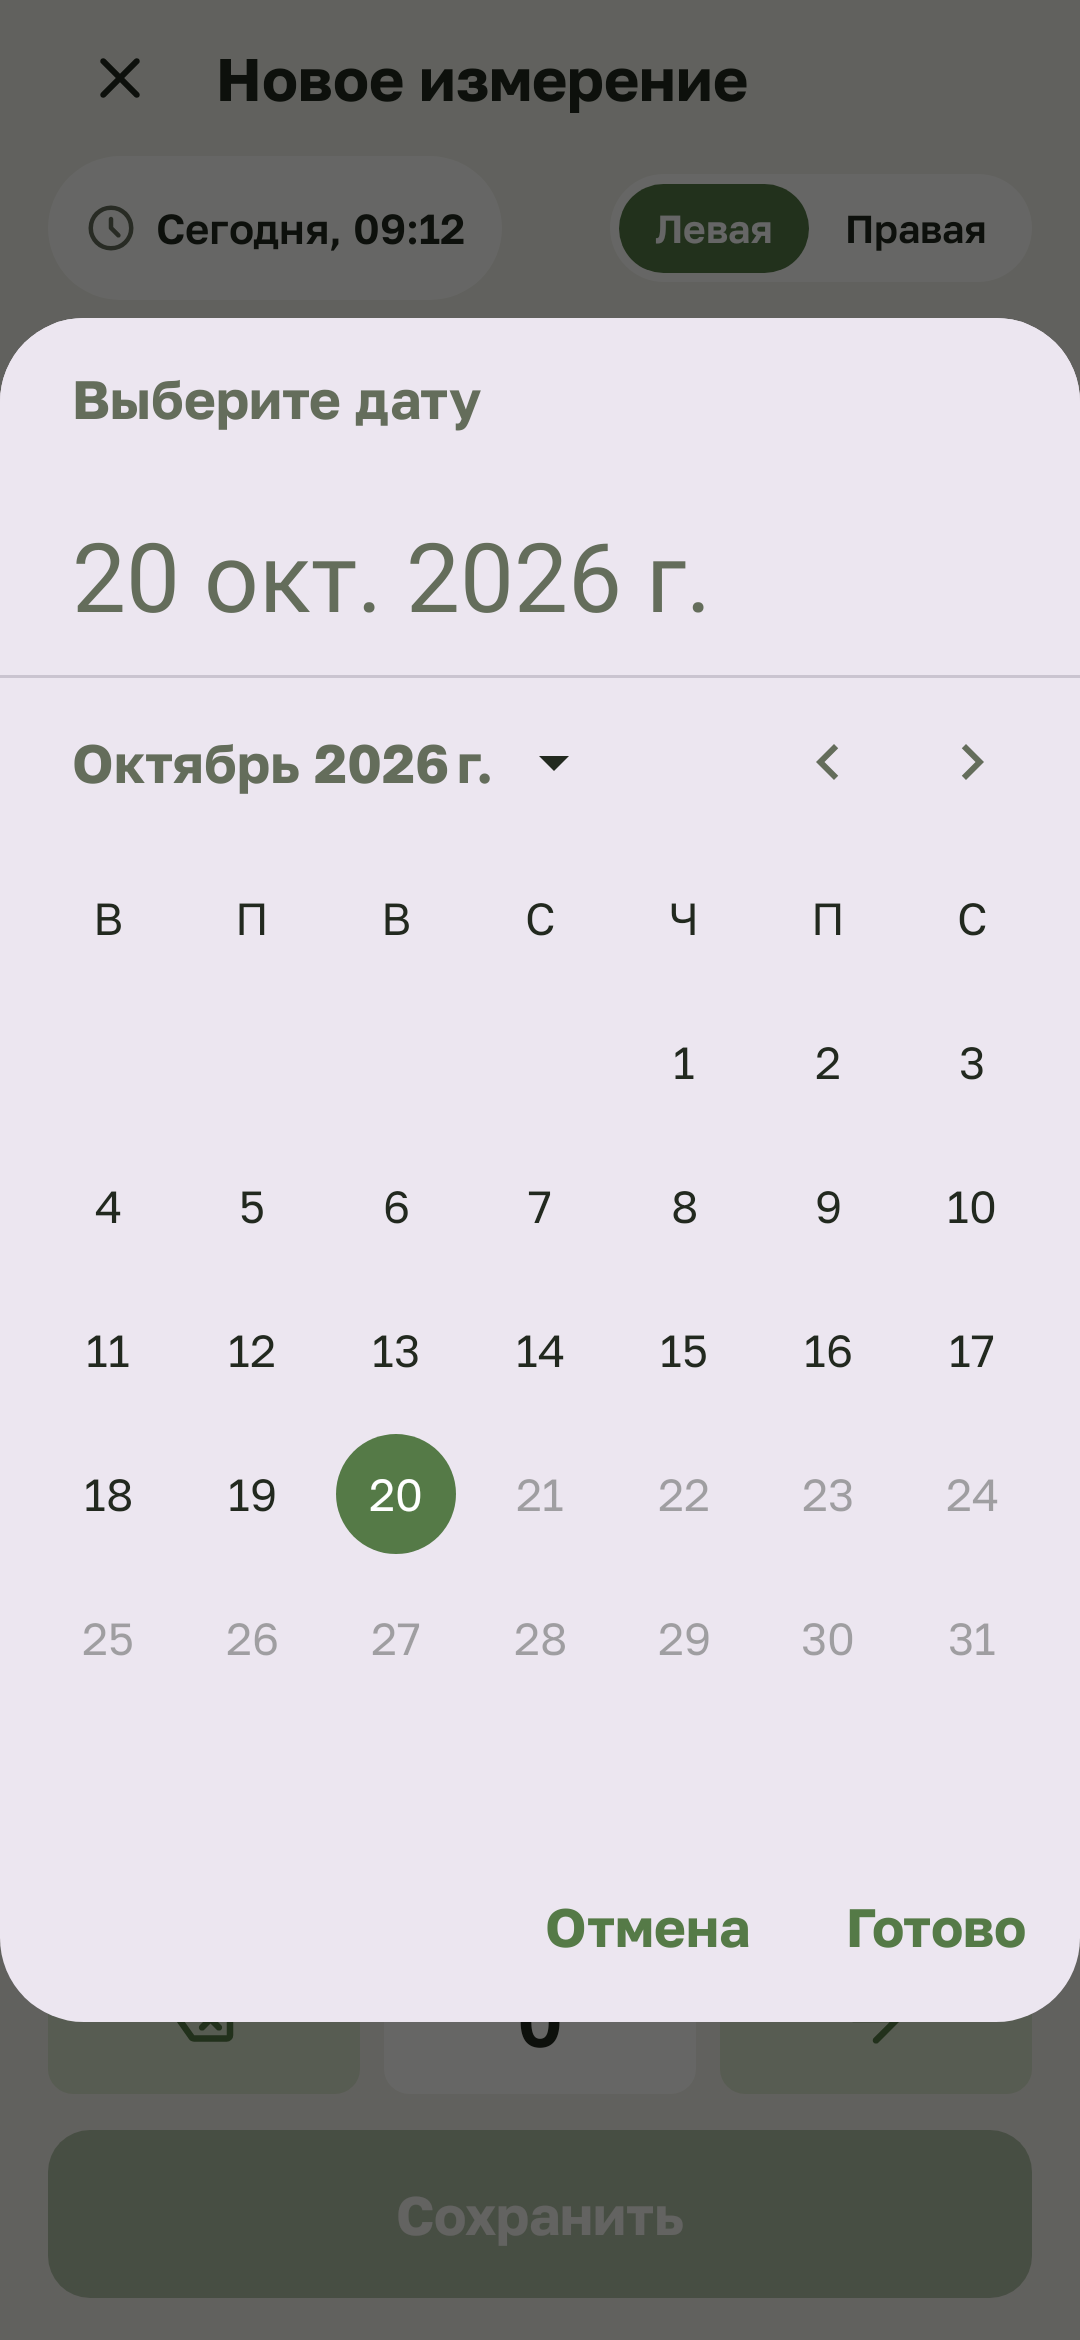 Новое измерение
Сегодня, 09:12
Левая
Правая
Выберите дату
20 окт. 2026 г.
Октябрь 2026 г.
В П В С Ч П С
1 2 3
4 5 6 7 8 9 10
11 12 13 14 15 16 17
18 19 20 21 22 23 24
25 26 27 28 29 30 31
Отмена Готово
0
Сохранить